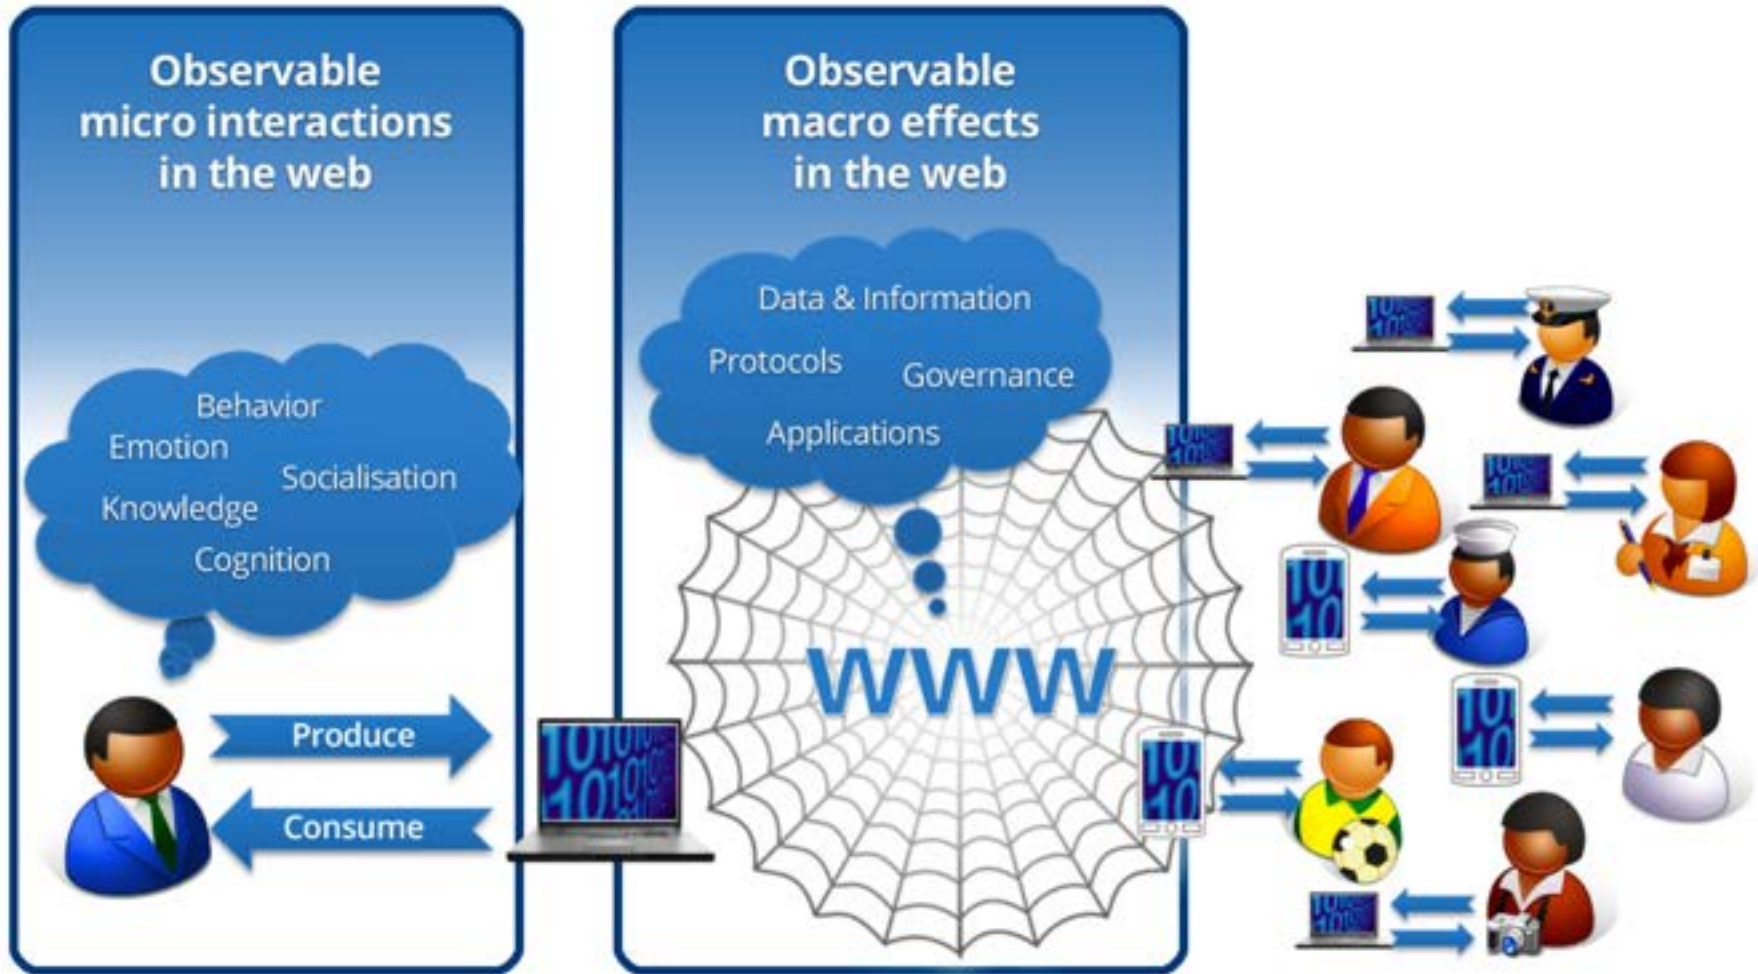 Observable
micro interactions
in the web
Behavior
Emotion
Socialisation
Knowledge
Cognition
Produce
Consume
Observable
macro effects
in the web
Data & Information
Protocols
Governance
Applications
WWW